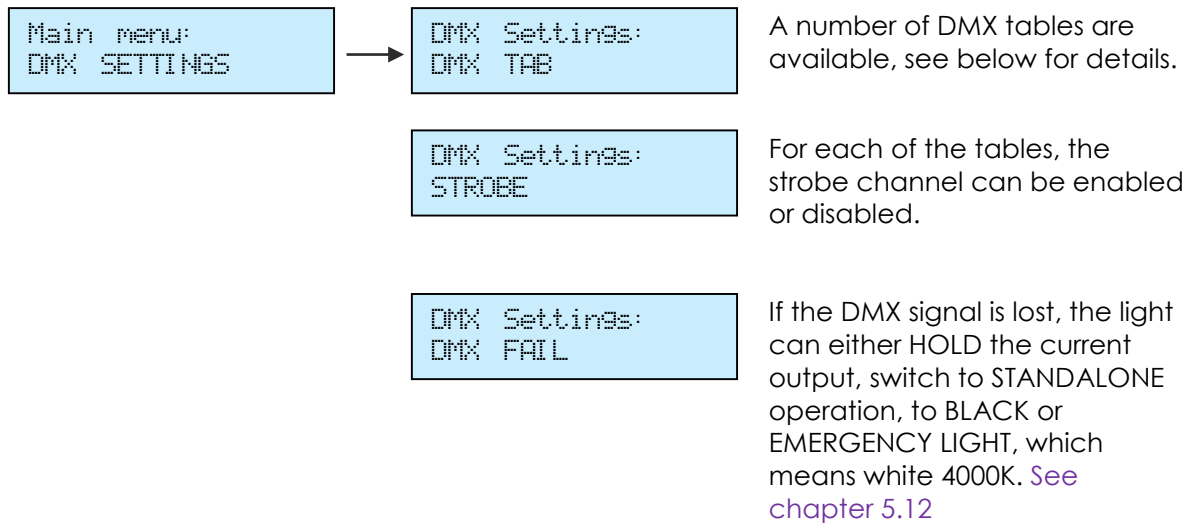 Main menu:
DMX SETTINGS
DMX Settings:
DMX TAB
A number of DMX tables are
available, see below for details.
DMX Settings:
STROBE
For each of the tables, the
strobe channel can be enabled
or disabled.
DMX Settings:
DMX FAIL
If the DMX signal is lost, the light
can either HOLD the current
output, switch to STANDALONE
operation, to BLACK or
EMERGENCY LIGHT, which
means white 4000K. See
chapter 5.12